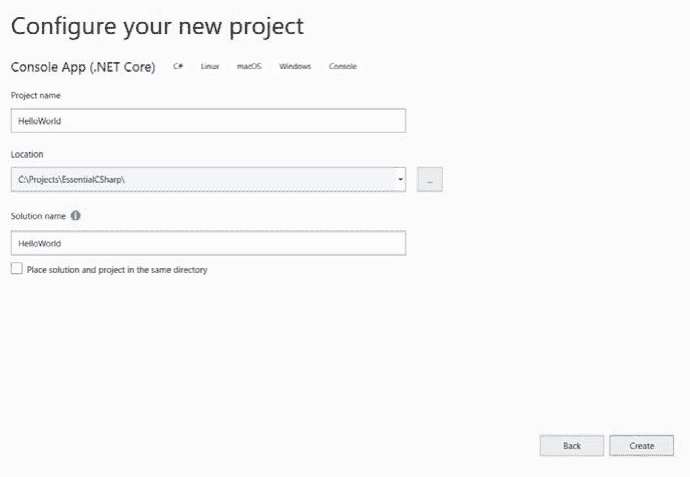 Configure your new project
Console App (.NET Core) C# Linux macOS Windows Console
Project name
HelloWorld
Location
C:\Projects\EssentialCSharp\
...
Solution name
HelloWorld
Place solution and project in the same directory
Back Create